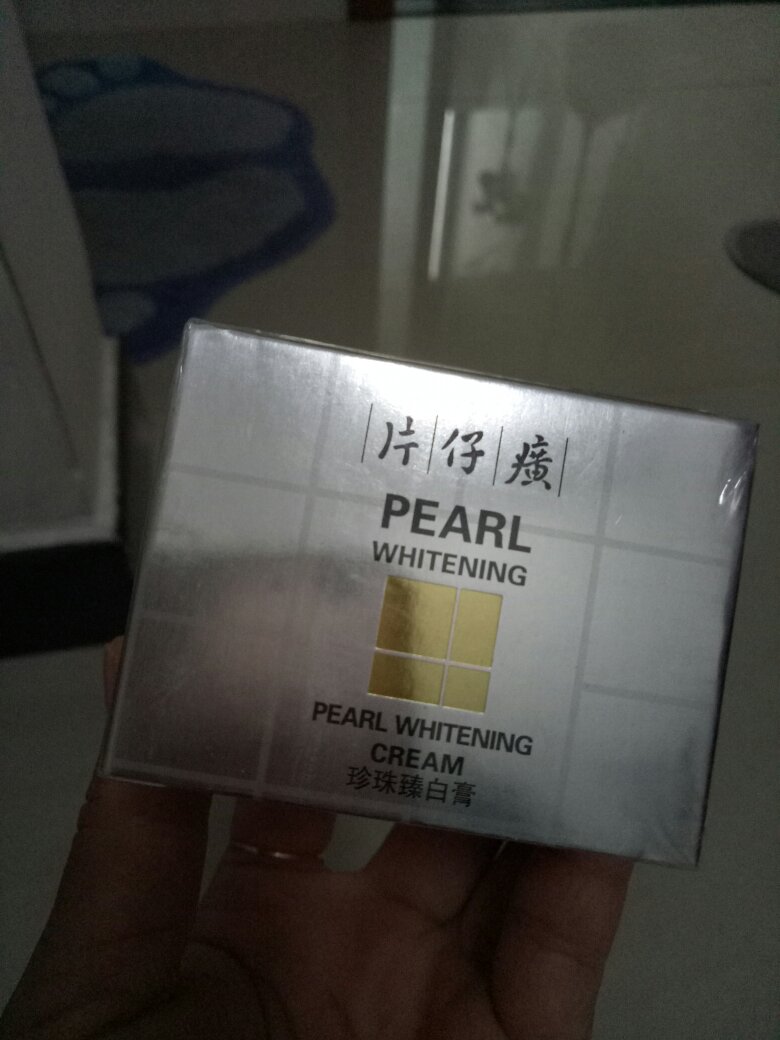 片仔癀
PEARL
WHITENING
PEARL WHITENING
CREAM
珍珠臻白膏